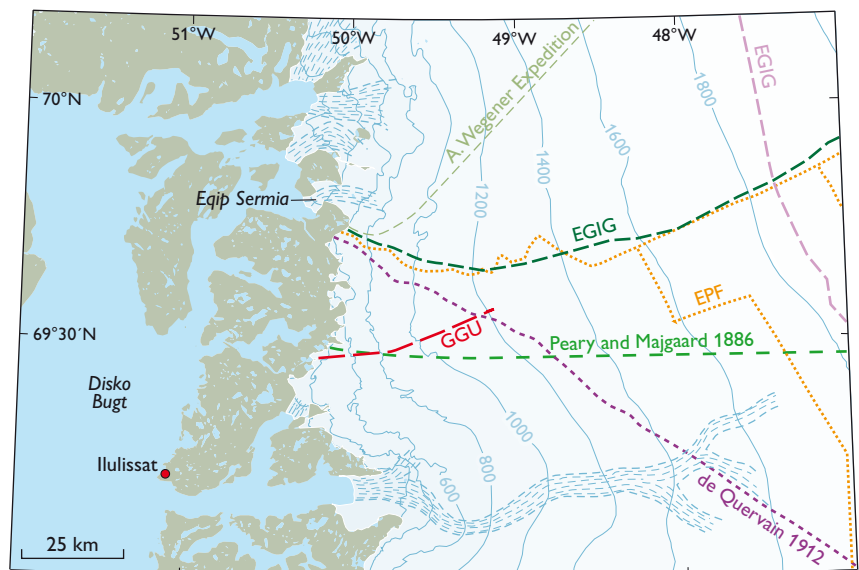 51°W
50°W
49°W
48°W
70°N
69°30´N
A. Wegener Expedition
EGIG
1800
1600
1400
1200
Eqip Sermia
EGIG
EPF
GGU
Peary and Majgaard 1886
Disko
Bugt
1000
800
600
Ilulissat
de Quervain 1912
25 km